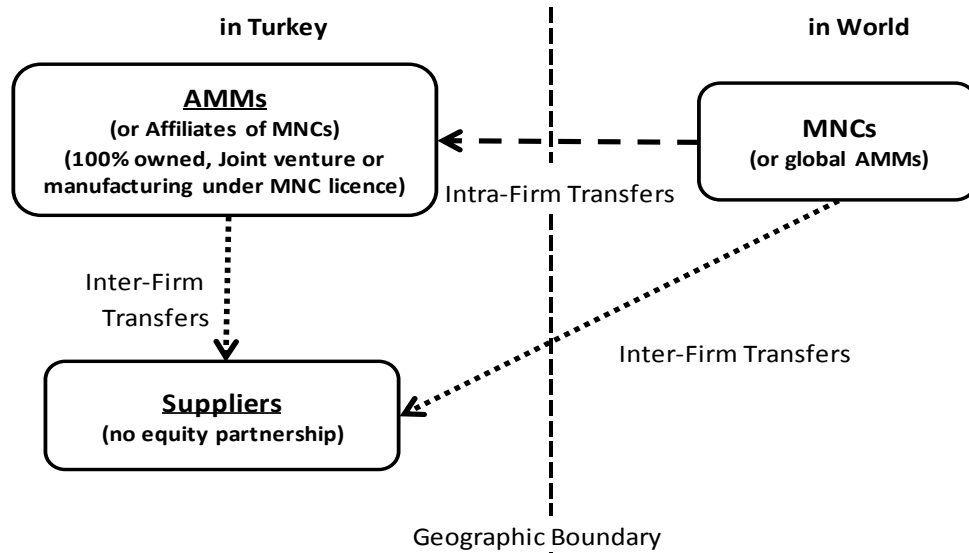 in Turkey
in World
AMMs
(or Affiliates of MNCs)
(100% owned, Joint venture or
manufacturing under MNC licence)
MNCs
(or global AMMs)
Intra-Firm Transfers
Inter-Firm
Transfers
Inter-Firm Transfers
Suppliers
(no equity partnership)
Geographic Boundary